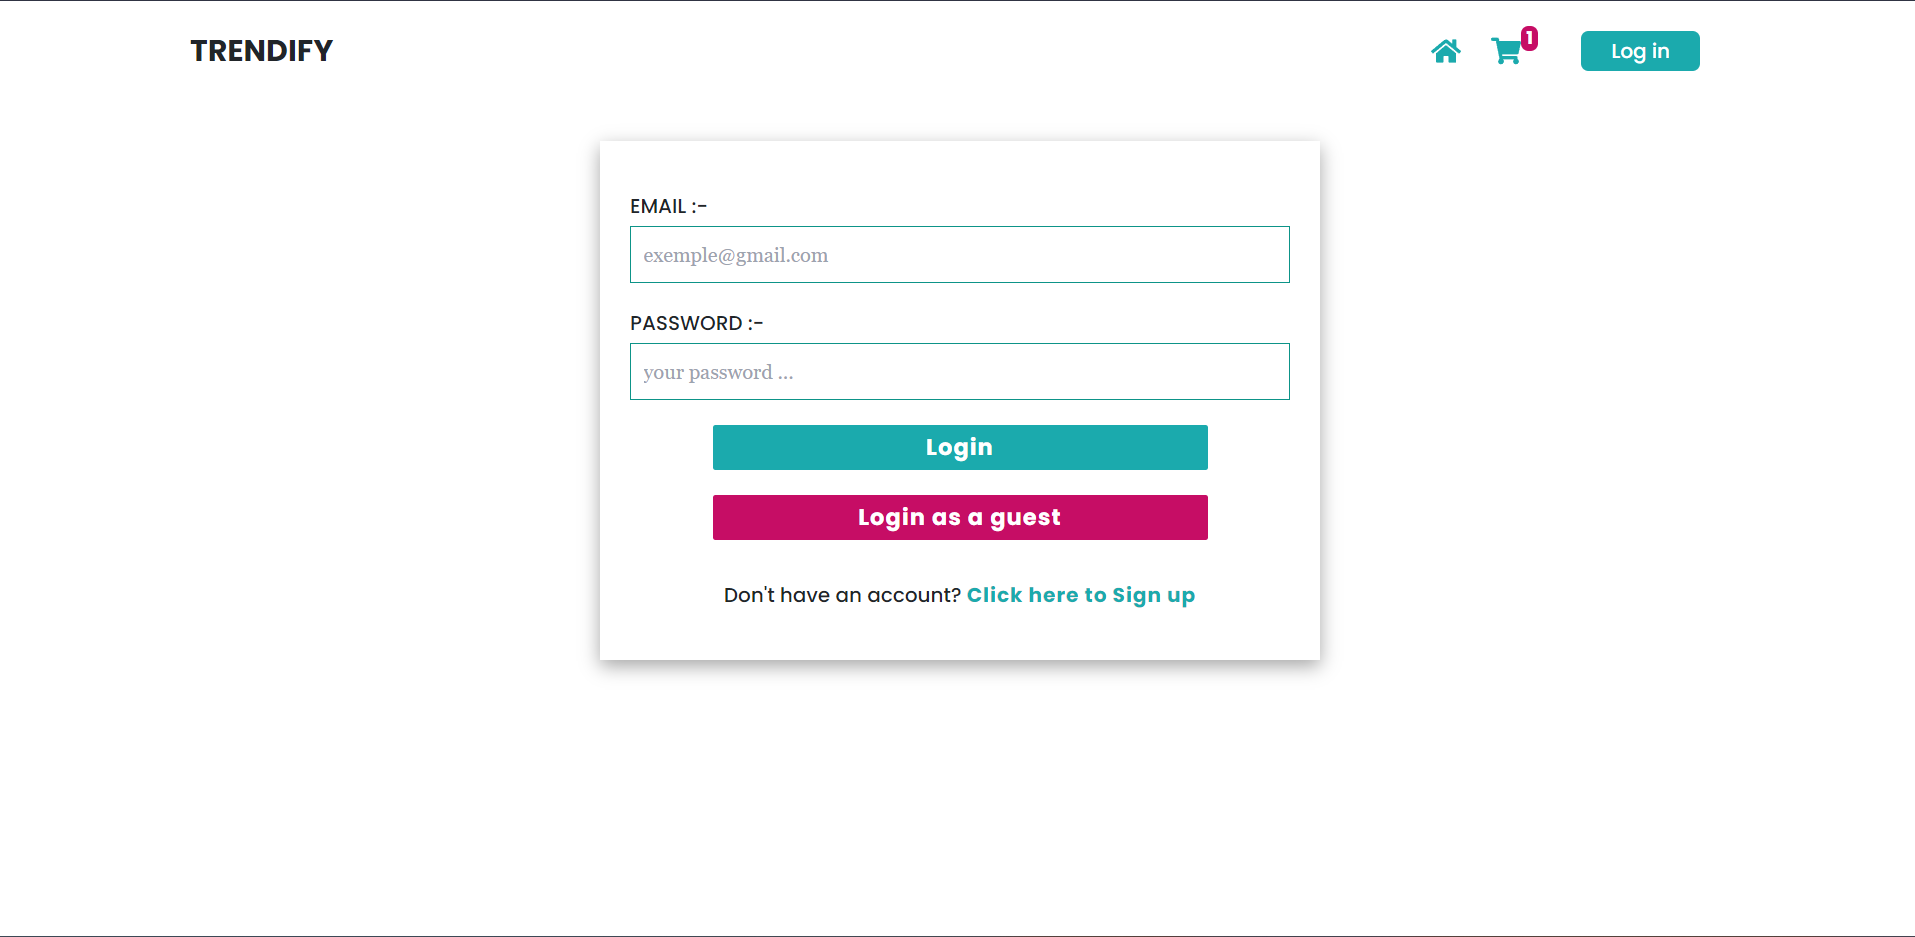 TRENDIFY
1
Log in
EMAIL :-
exemple@gmail.com
PASSWORD :-
your password ...
Login
Login as a guest
Don't have an account? Click here to Sign up